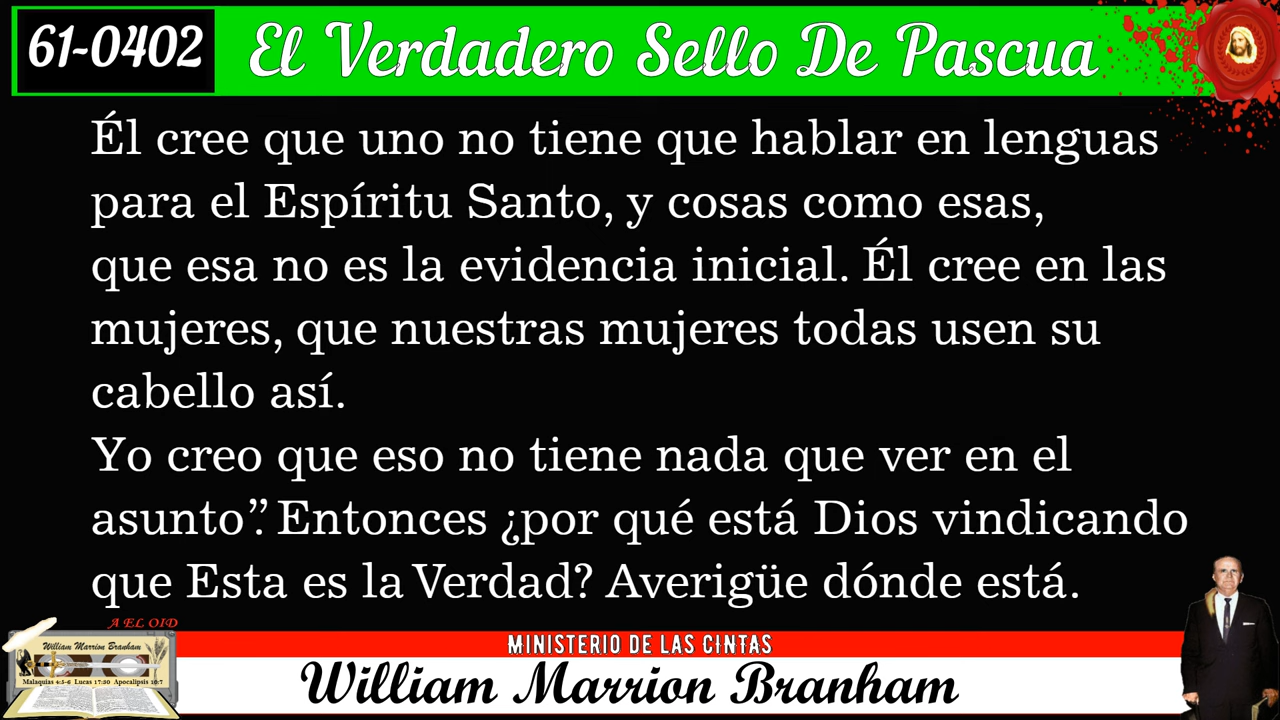 61-0402 El Verdadero Sello De Pascua
Él cree que uno no tiene que hablar en lenguas
para el Espíritu Santo, y cosas como esas,
que esa no es la evidencia inicial. Él cree en las
mujeres, que nuestras mujeres todas usen su
cabello así.
Yo creo que eso no tiene nada que ver en el
asunto”. Entonces ¿por qué está Dios vindicando
que Esta es la Verdad? Averigüe dónde está.
A EL OID
William Marrion Branham
Malaquias 4:5-6 Lucas 17:30 Apocalipsis 10:7
MINISTERIO DE LAS CINTAS
William Marrion Branham